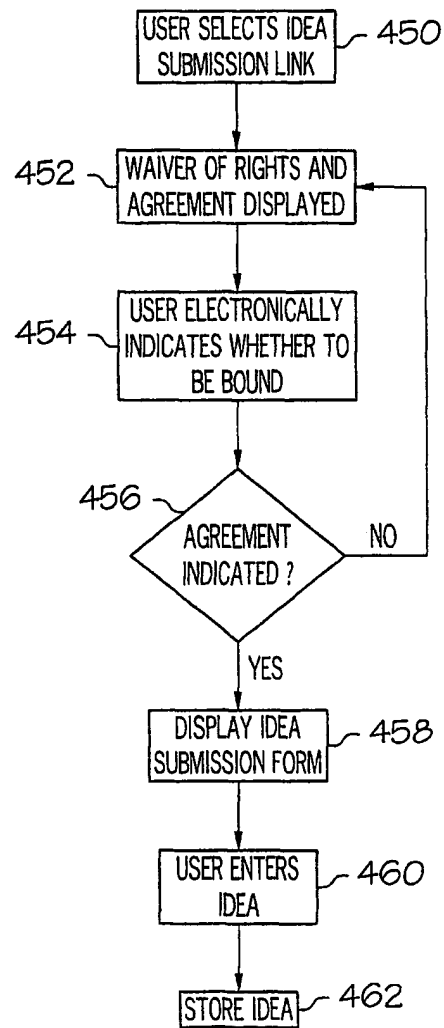 USER SELECTS IDEA
SUBMISSION LINK
450
452
WAIVER OF RIGHTS AND
AGREEMENT DISPLAYED
454
USER ELECTRONICALLY
INDICATES WHETHER TO
BE BOUND
456
AGREEMENT
INDICATED ?
NO
YES
DISPLAY IDEA
SUBMISSION FORM
458
USER ENTERS
IDEA
460
STORE IDEA
462